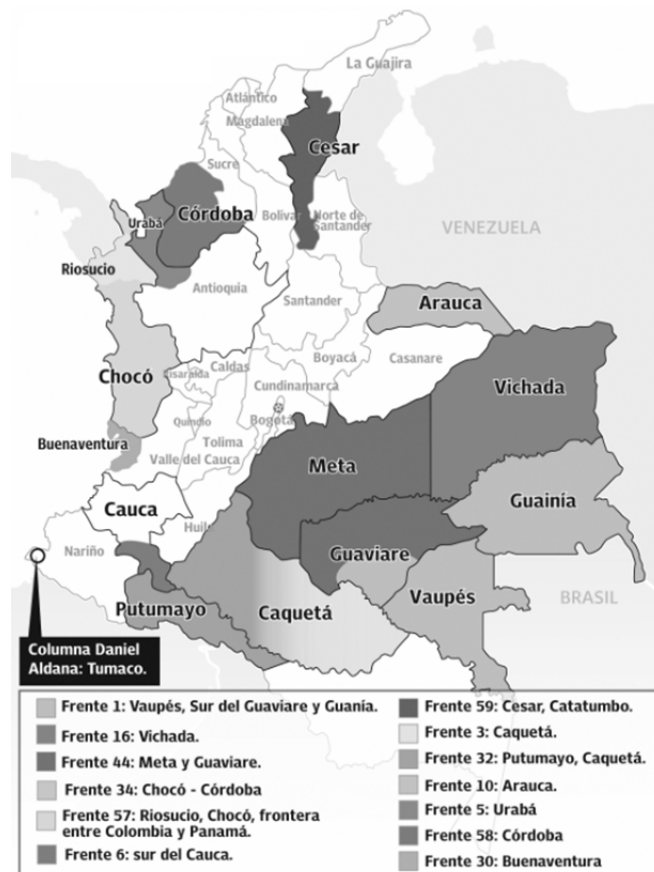 La Guajira
Atlántico
Magdalena
Cesar
Sucre
Córdoba
Urabá
Bolívar
Norte de
Santander
VENEZUELA
Riosucio
Antioquia
Santander
Arauca
Chocó
Risaralda
Caldas
Boyacá
Casanare
Cundinamarca
Vichada
Quindío
Bogotá
Buenaventura
Tolima
Valle del Cauca
Meta
Guainía
Cauca
Huila
Nariño
Guaviare
Putumayo
Caquetá
Vaupés
BRASIL
Columna Daniel
Aldana: Tumaco.
Frente 1: Vaupés, Sur del Guaviare y Guanía.
Frente 16: Vichada.
Frente 44: Meta y Guaviare.
Frente 34: Chocó - Córdoba
Frente 57: Riosucio, Chocó, frontera
entre Colombia y Panamá.
Frente 6: sur del Cauca.
Frente 59: Cesar, Catatumbo.
Frente 3: Caquetá.
Frente 32: Putumayo, Caquetá.
Frente 10: Arauca.
Frente 5: Urabá
Frente 58: Córdoba
Frente 30: Buenaventura